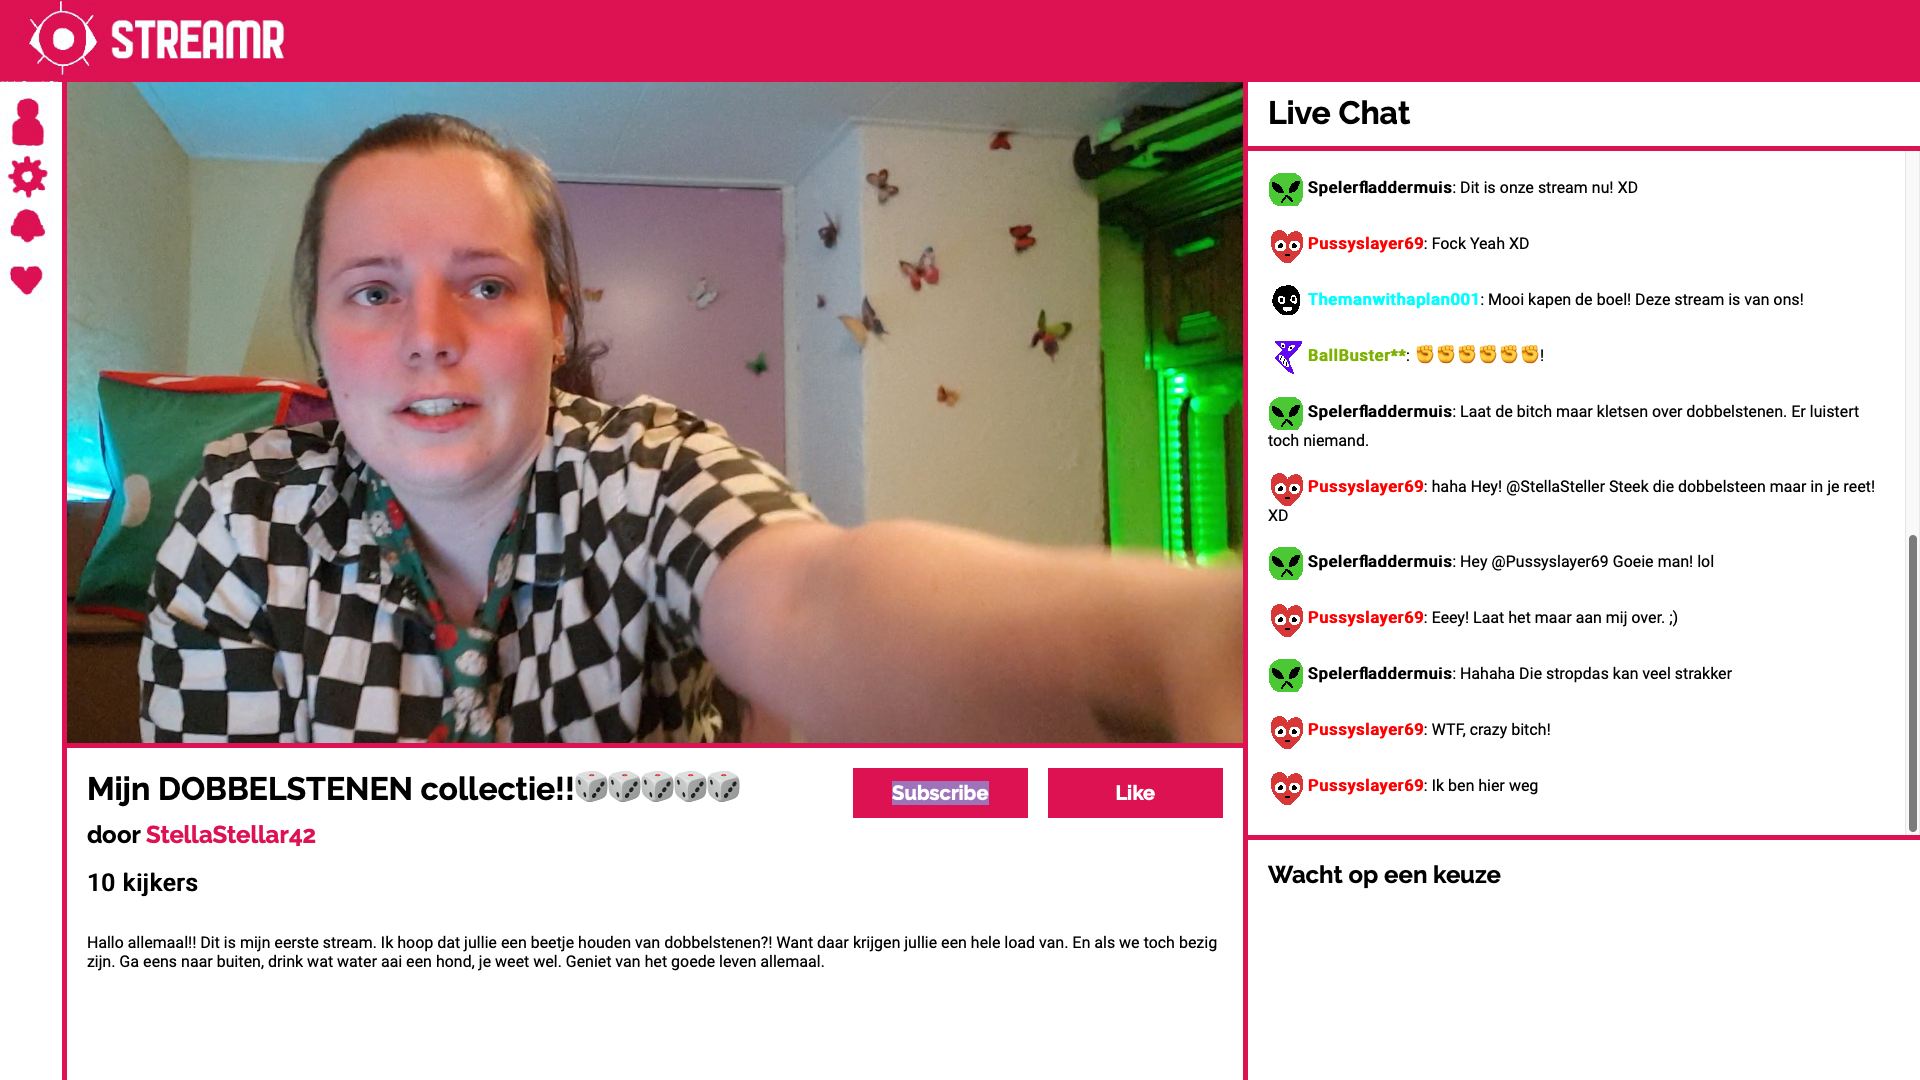 STREAMR
Live Chat
Spelerfladdermuis: Dit is onze stream nu! XD
Pussyslayer69: Fock Yeah XD
Themanwithaplan001: Mooi kapen de boel! Deze stream is van ons!
BallBuster**: ✊✊✊✊✊✊!
Spelerfladdermuis: Laat de bitch maar kletsen over dobbelstenen. Er luistert
toch niemand.
Pussyslayer69: haha Hey! @StellaSteller Steek die dobbelsteen maar in je reet!
XD
Spelerfladdermuis: Hey @Pussyslayer69 Goeie man! lol
Pussyslayer69: Eeey! Laat het maar aan mij over. ;)
Spelerfladdermuis: Hahaha Die stropdas kan veel strakker
Pussyslayer69: WTF, crazy bitch!
Pussyslayer69: Ik ben hier weg
Wacht op een keuze
Mijn DOBBELSTENEN collectie!!🎲🎲🎲🎲🎲
Subscribe
Like
door StellaStellar42
10 kijkers
Hallo allemaal!! Dit is mijn eerste stream. Ik hoop dat jullie een beetje houden van dobbelstenen?! Want daar krijgen jullie een hele load van. En als we toch bezig
zijn. Ga eens naar buiten, drink wat water aai een hond, je weet wel. Geniet van het goede leven allemaal.